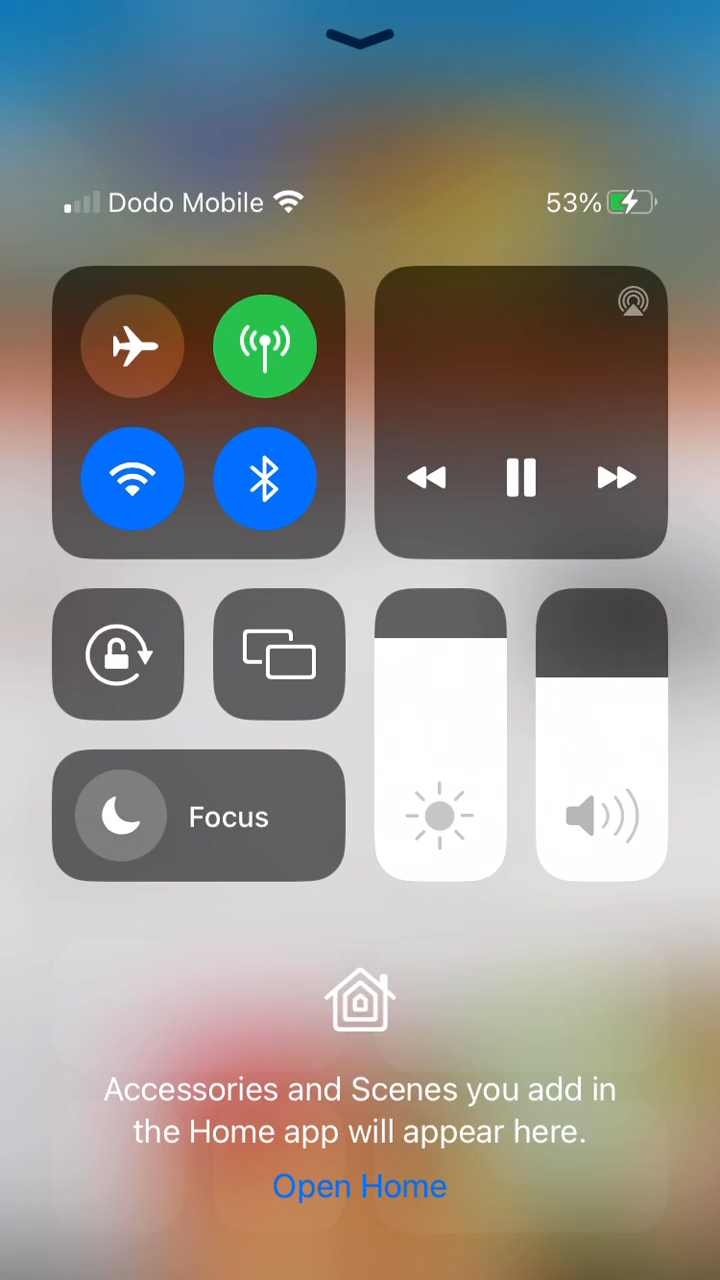 Dodo Mobile 53%
Focus
Accessories and Scenes you add in
the Home app will appear here.
Open Home